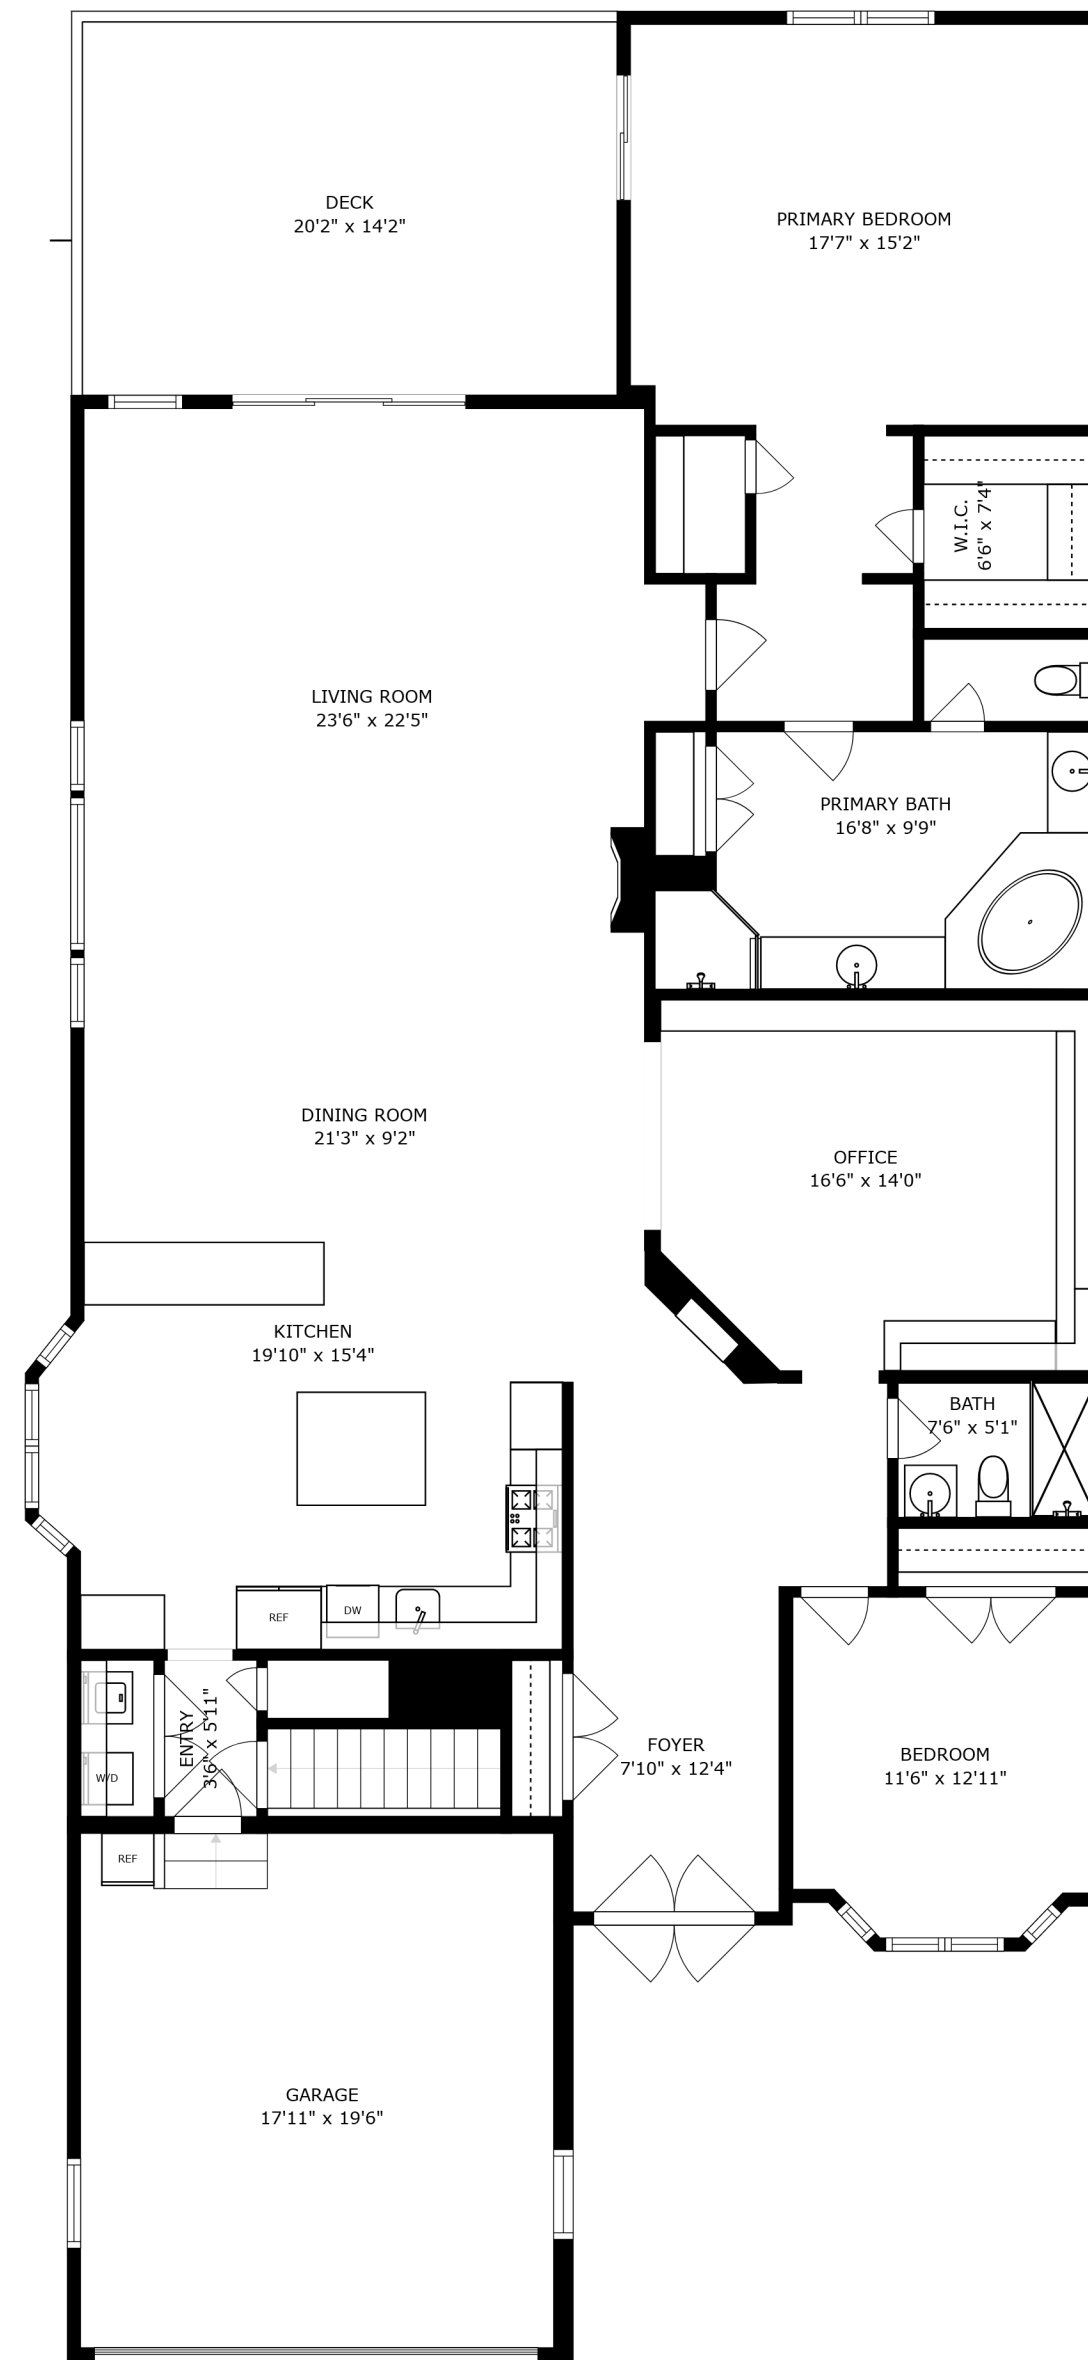 DECK
20'2" x 14'2"
PRIMARY BEDROOM
17'7" x 15'2"
W.I.C.
6'6" x 7'4"
LIVING ROOM
23'6" x 22'5"
PRIMARY BATH
16'8" x 9'9"
DINING ROOM
21'3" x 9'2"
OFFICE
16'6" x 14'0"
KITCHEN
19'10" x 15'4"
BATH
7'6" x 5'1"
REF
DW
ENTRY
3'6" x 5'11"
W/D
FOYER
7'10" x 12'4"
BEDROOM
11'6" x 12'11"
REF
GARAGE
17'11" x 19'6"